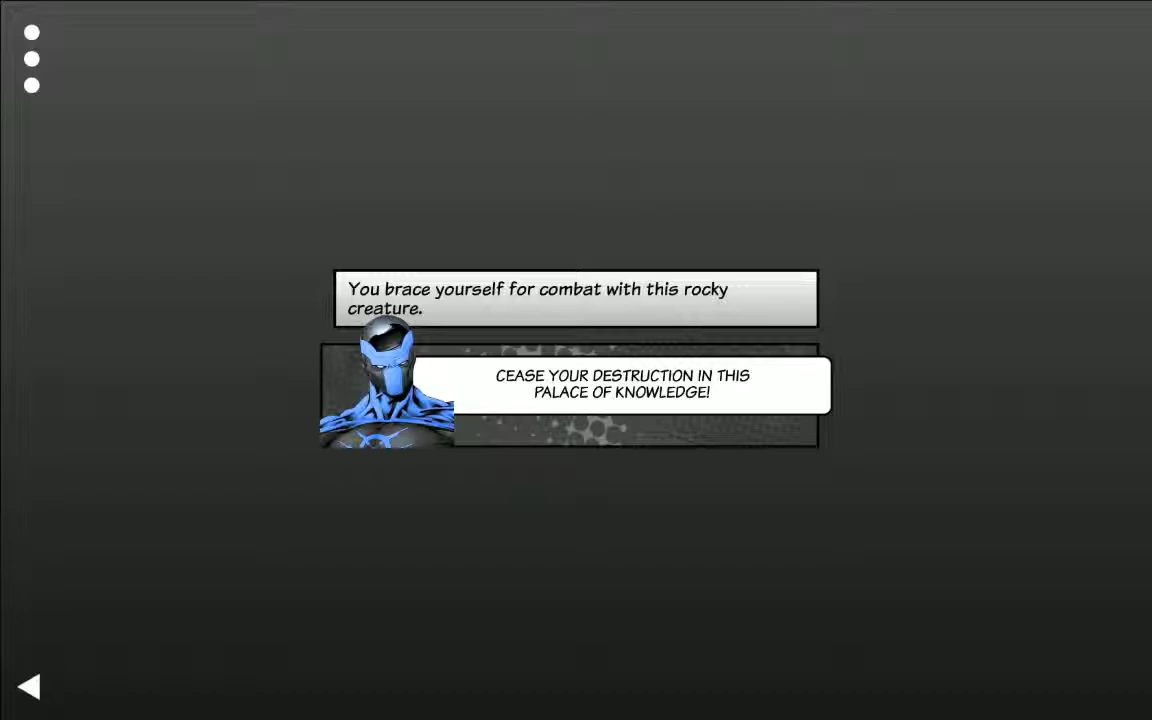 You brace yourself for combat with this rocky
creature.
CEASE YOUR DESTRUCTION IN THIS
PALACE OF KNOWLEDGE!